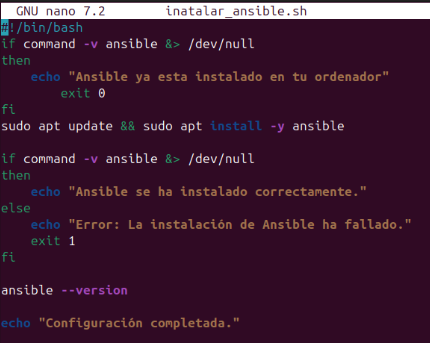 GNU nano 7.2 inatalar_ansible.sh
#!/bin/bash
if command -v ansible &> /dev/null
then
    echo "Ansible ya esta instalado en tu ordenador"
        exit 0
fi
sudo apt update && sudo apt install -y ansible

if command -v ansible &> /dev/null
then
    echo "Ansible se ha instalado correctamente."
else
    echo "Error: La instalación de Ansible ha fallado."
    exit 1
fi

ansible --version

echo "Configuración completada."